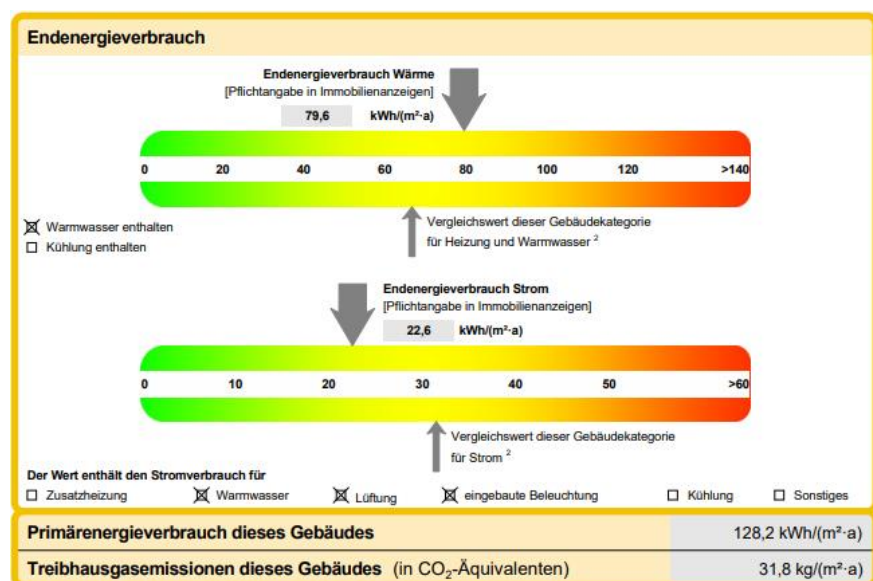 Endenergieverbrauch
Endenergieverbrauch Wärme
[Pflichtangabe in Immobilienanzeigen]
79,6 kWh/(m²·a)
0 20 40 60 80 100 120 >140
Vergleichswert dieser Gebäudekategorie
für Heizung und Warmwasser ²
Warmwasser enthalten
Kühlung enthalten
Endenergieverbrauch Strom
[Pflichtangabe in Immobilienanzeigen]
22,6 kWh/(m²·a)
0 10 20 30 40 50 >60
Vergleichswert dieser Gebäudekategorie
für Strom ²
Der Wert enthält den Stromverbrauch für
Zusatzheizung Warmwasser Lüftung eingebaute Beleuchtung Kühlung Sonstiges
Primärenergieverbrauch dieses Gebäudes 128,2 kWh/(m²·a)
Treibhausgasemissionen dieses Gebäudes (in CO₂-Äquivalenten) 31,8 kg/(m²·a)